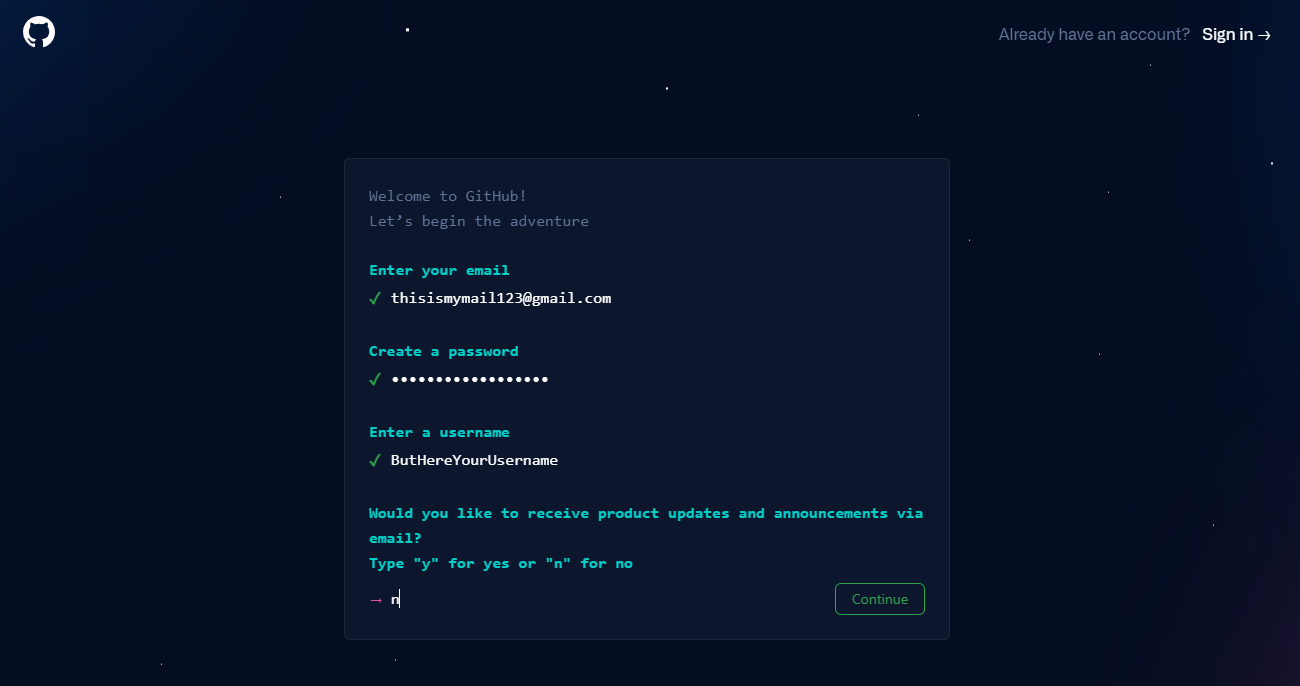 Already have an account? Sign in →
Welcome to GitHub!
Let’s begin the adventure
Enter your email
✓ thisismymail123@gmail.com
Create a password
✓ ••••••••••••••••••
Enter a username
✓ ButHereYourUsername
Would you like to receive product updates and announcements via
email?
Type "y" for yes or "n" for no
→ n
Continue